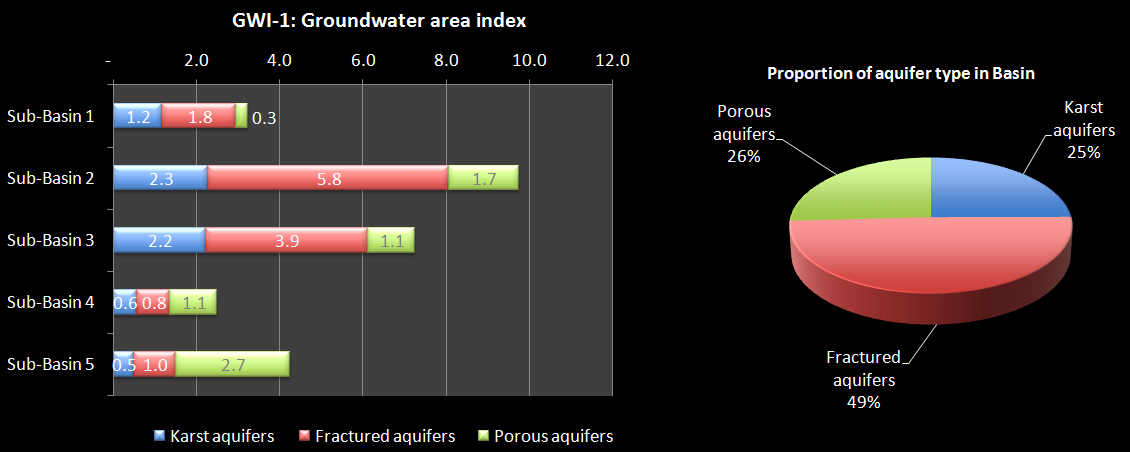 GWI-1: Groundwater area index
- 2.0 4.0 6.0 8.0 10.0 12.0
Sub-Basin 1 1.2 1.8 0.3
Sub-Basin 2 2.3 5.8 1.7
Sub-Basin 3 2.2 3.9 1.1
Sub-Basin 4 0.6 0.8 1.1
Sub-Basin 5 0.5 1.0 2.7
Karst aquifers Fractured aquifers Porous aquifers
Proportion of aquifer type in Basin
Porous
aquifers
26%
Karst
aquifers
25%
Fractured
aquifers
49%